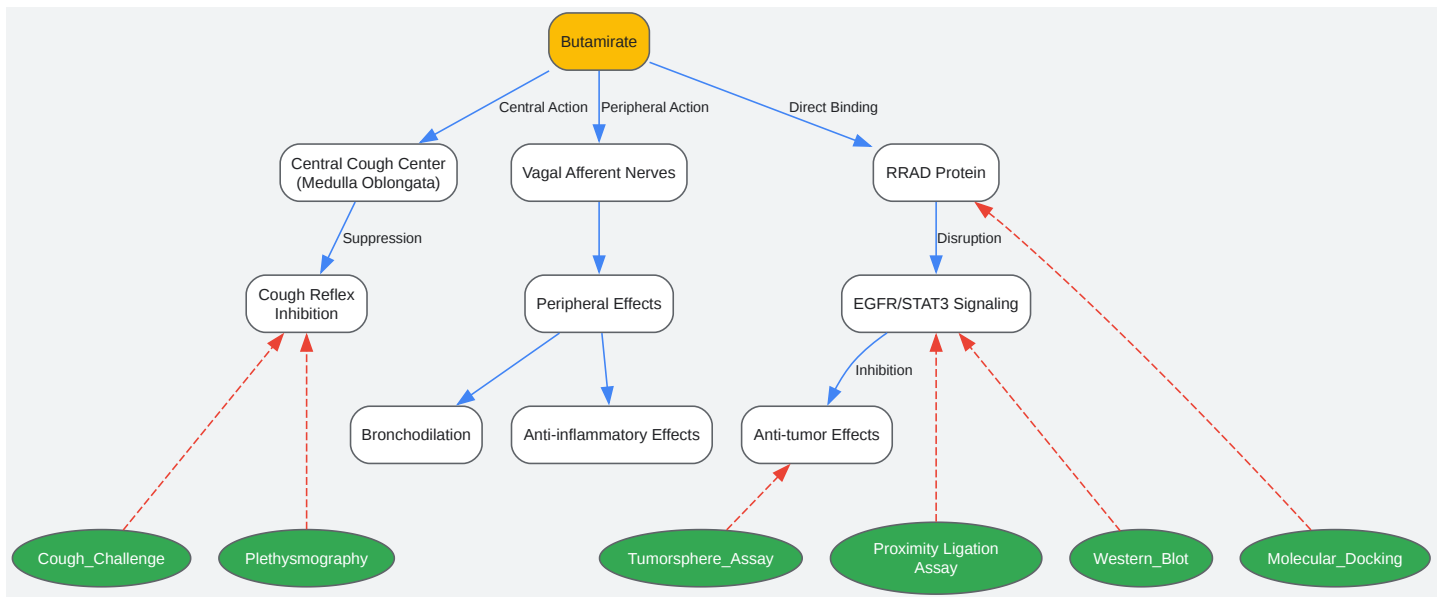 Butamirate
Central Action
Peripheral Action
Direct Binding
Central Cough Center
(Medulla Oblongata)
Vagal Afferent Nerves
RRAD Protein
Suppression
Disruption
Cough Reflex
Inhibition
Peripheral Effects
EGFR/STAT3 Signaling
Inhibition
Bronchodilation
Anti-inflammatory Effects
Anti-tumor Effects
Cough_Challenge
Plethysmography
Tumorsphere_Assay
Proximity Ligation
Assay
Western_Blot
Molecular_Docking